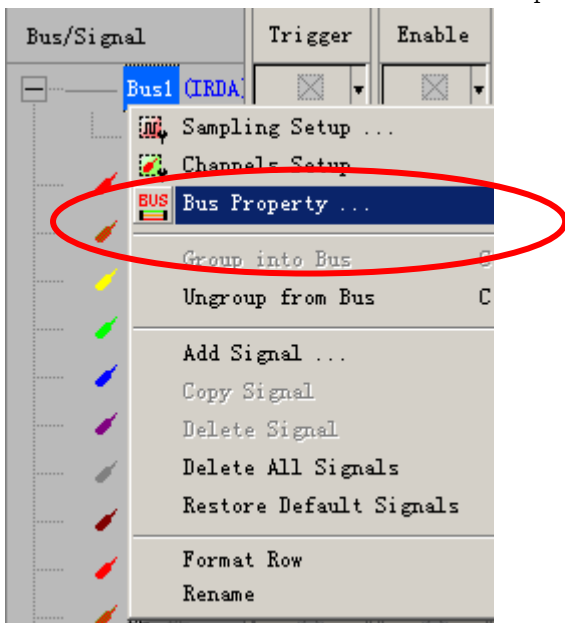 Bus/Signal Trigger Enable
Bus1 (IRDA)
Sampling Setup ...
Channels Setup
BUS Bus Property ...
Group into Bus
Ungroup from Bus C
Add Signal ...
Copy Signal
Delete Signal
Delete All Signals
Restore Default Signals
Format Row
Rename